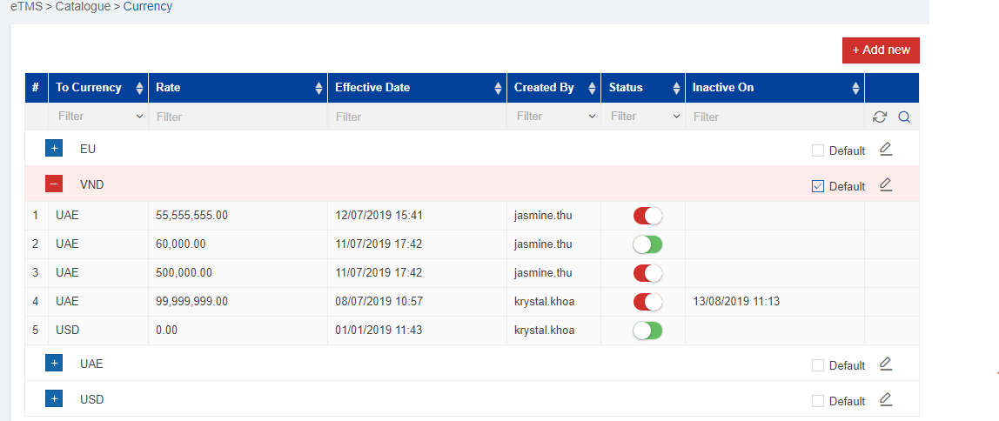 eTMS > Catalogue > Currency
+ Add new
# To Currency Rate Effective Date Created By Status Inactive On
Filter Filter Filter Filter Filter Filter
+ EU Default
− VND Default
1 UAE 55,555,555.00 12/07/2019 15:41 jasmine.thu
2 UAE 60,000.00 11/07/2019 17:42 jasmine.thu
3 UAE 500,000.00 11/07/2019 17:42 jasmine.thu
4 UAE 99,999,999.00 08/07/2019 10:57 krystal.khoa 13/08/2019 11:13
5 USD 0.00 01/01/2019 11:43 krystal.khoa
+ UAE Default
+ USD Default